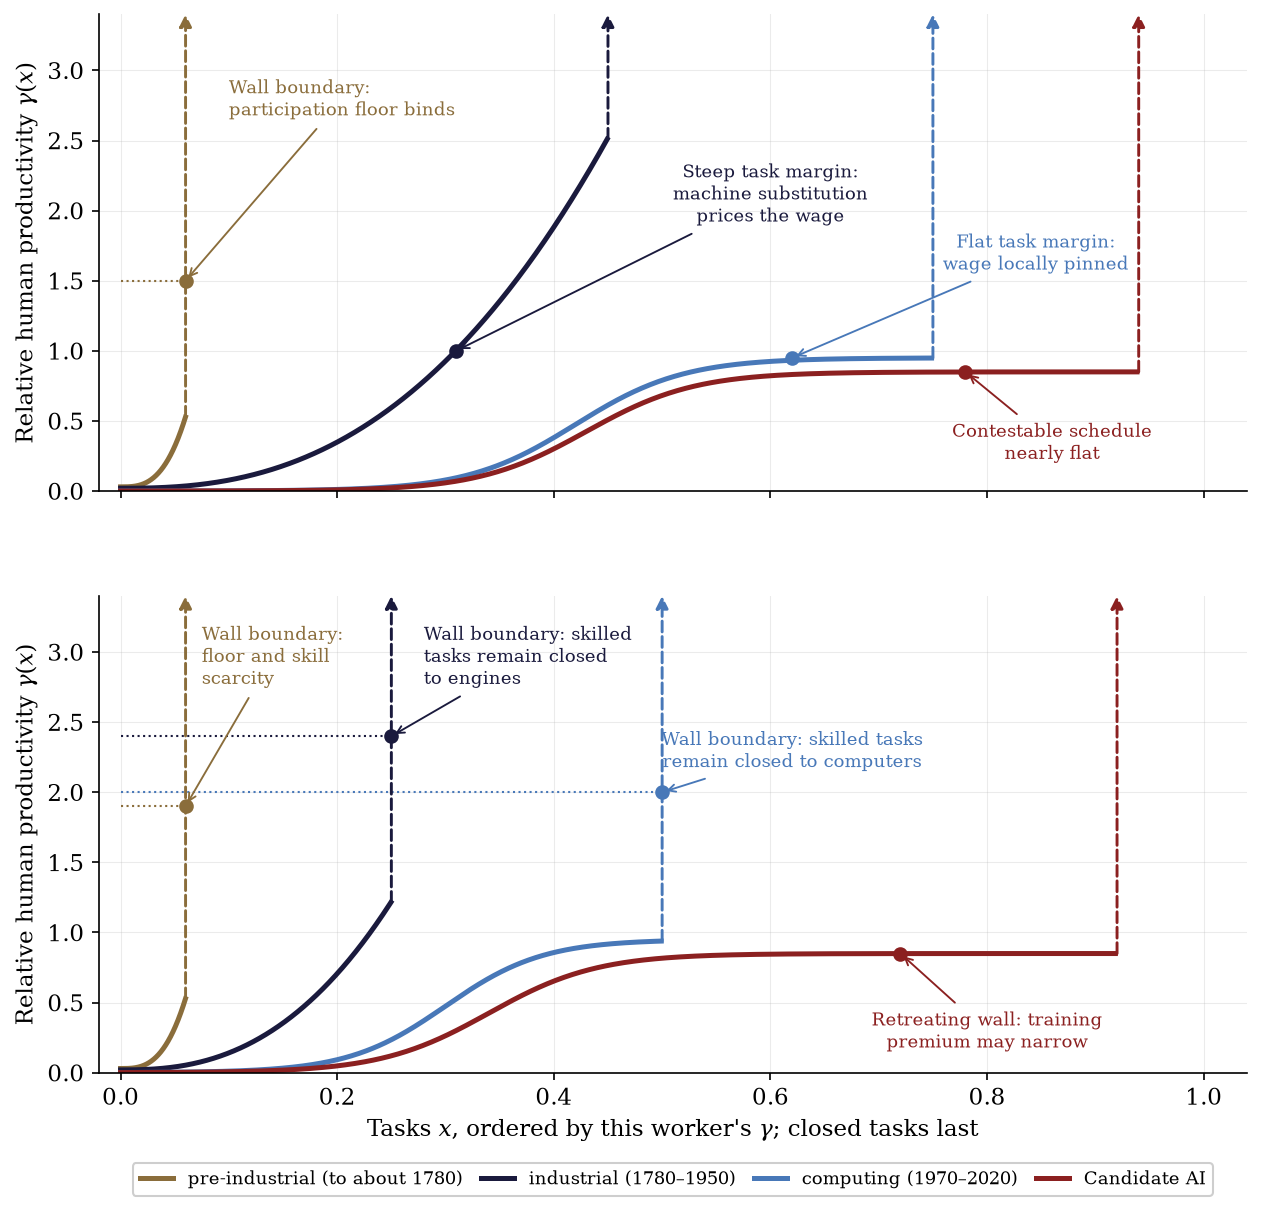 Relative human productivity γ(x)
3.0
2.5
2.0
1.5
1.0
0.5
0.0
Wall boundary:
participation floor binds
Steep task margin:
machine substitution
prices the wage
Flat task margin:
wage locally pinned
Contestable schedule
nearly flat
Relative human productivity γ(x)
3.0
2.5
2.0
1.5
1.0
0.5
0.0
Wall boundary:
floor and skill
scarcity
Wall boundary: skilled
tasks remain closed
to engines
Wall boundary: skilled tasks
remain closed to computers
Retreating wall: training
premium may narrow
0.0 0.2 0.4 0.6 0.8 1.0
Tasks x, ordered by this worker's γ; closed tasks last
pre-industrial (to about 1780) industrial (1780–1950) computing (1970–2020) Candidate AI